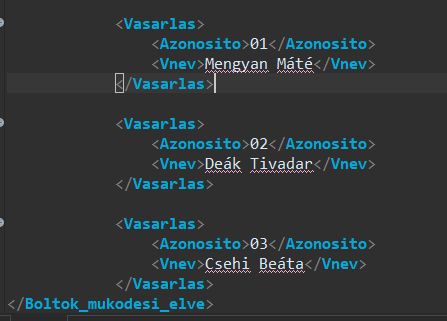 <Vasarlas>
<Azonosito>01</Azonosito>
<Vnev>Mengyan Máté</Vnev>
</Vasarlas>
<Vasarlas>
<Azonosito>02</Azonosito>
<Vnev>Deák Tivadar</Vnev>
</Vasarlas>
<Vasarlas>
<Azonosito>03</Azonosito>
<Vnev>Csehi Beáta</Vnev>
</Vasarlas>
</Boltok_mukodesi_elve>